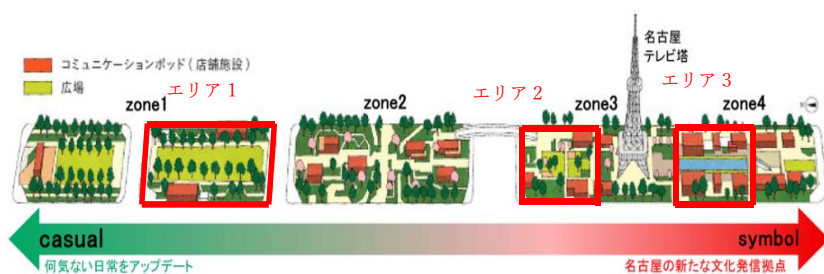 名古屋
テレビ塔
コミュニケーションポッド(店舗施設)
広場
zone1
エリア１
zone2
エリア２
zone3
エリア３
zone4
casual
symbol
何気ない日常をアップデート
名古屋の新たな文化発信拠点